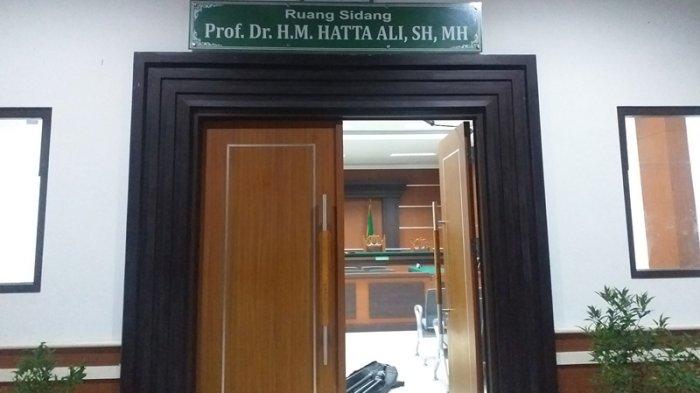 Ruang Sidang
Prof. Dr. H.M. HATTA ALI, SH, MH